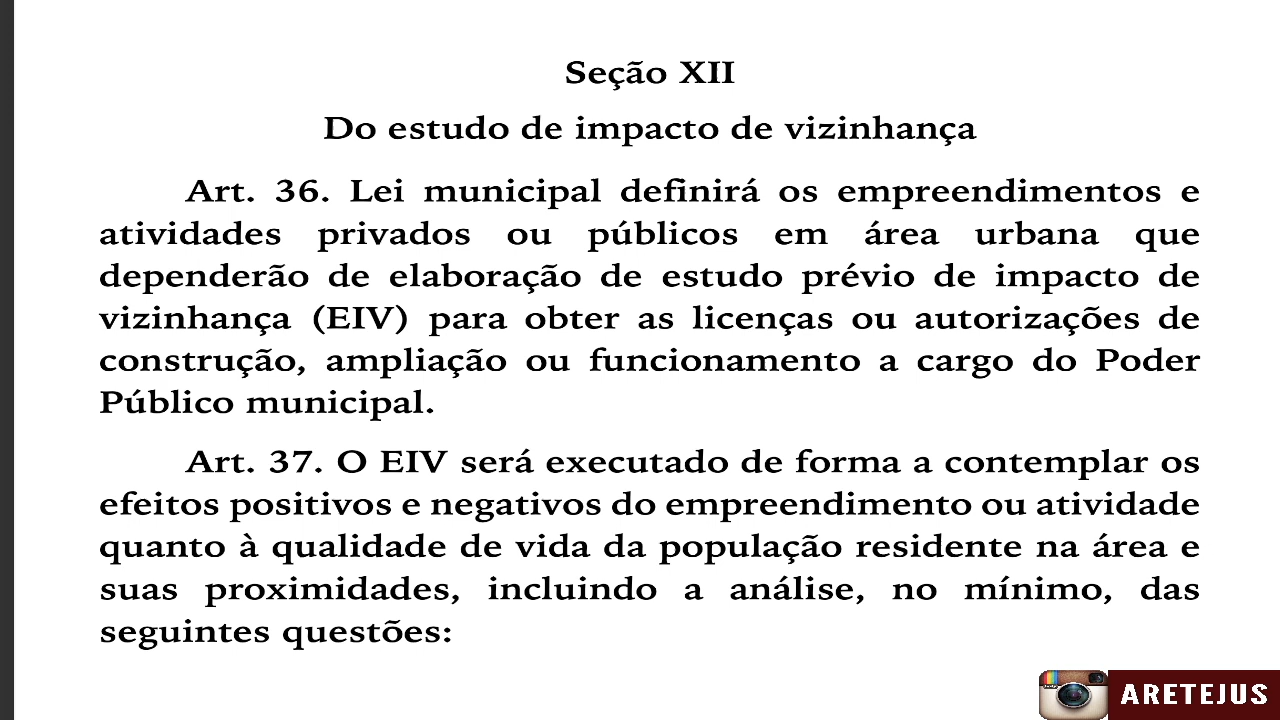 Seção XII
Do estudo de impacto de vizinhança
Art. 36. Lei municipal definirá os empreendimentos e
atividades privados ou públicos em área urbana que
dependerão de elaboração de estudo prévio de impacto de
vizinhança (EIV) para obter as licenças ou autorizações de
construção, ampliação ou funcionamento a cargo do Poder
Público municipal.
Art. 37. O EIV será executado de forma a contemplar os
efeitos positivos e negativos do empreendimento ou atividade
quanto à qualidade de vida da população residente na área e
suas proximidades, incluindo a análise, no mínimo, das
seguintes questões:
ARETEJUS